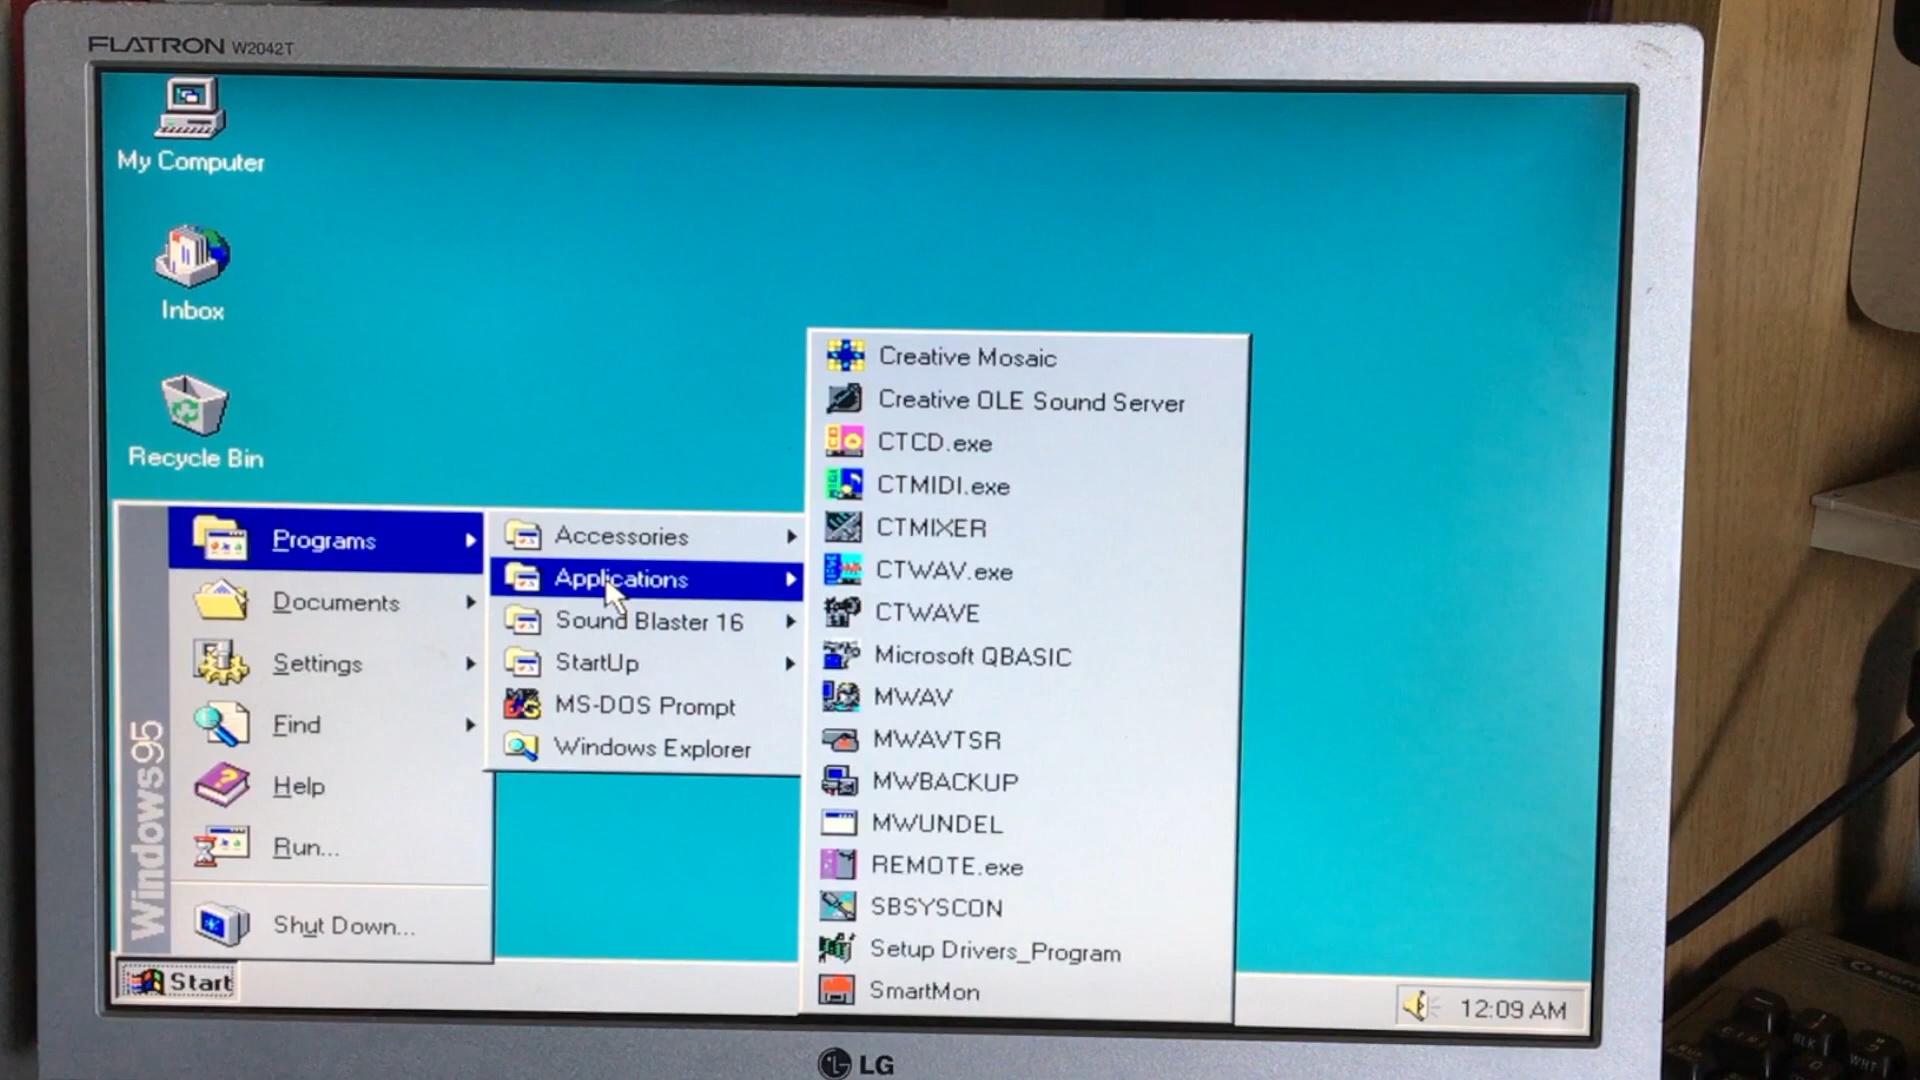 FLATRON W2042T
My Computer
Inbox
Recycle Bin
Programs
Documents
Settings
Find
Help
Run...
Shut Down...
Windows95
Accessories
Applications
Sound Blaster 16
StartUp
MS-DOS Prompt
Windows Explorer
Creative Mosaic
Creative OLE Sound Server
CTCD.exe
CTMIDI.exe
CTMIXER
CTWAV.exe
CTWAVE
Microsoft QBASIC
MWAV
MWAVTSR
MWBACKUP
MWUNDEL
REMOTE.exe
SBSYSCON
Setup Drivers_Program
SmartMon
Start
12:09 AM
LG
BLK
WHT